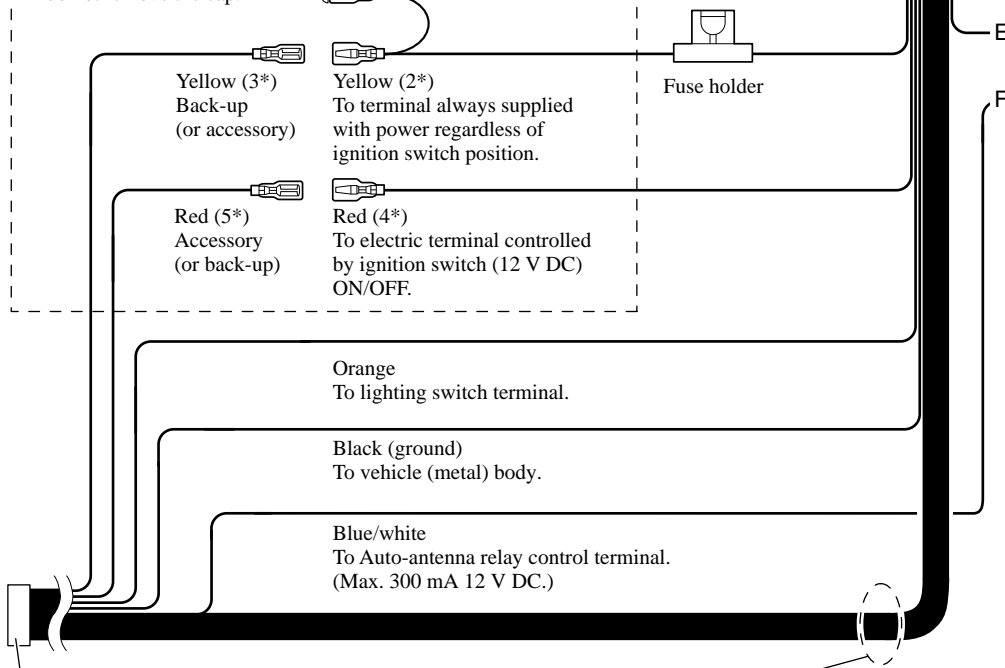 Yellow (3*)
Back-up
(or accessory)
Yellow (2*)
To terminal always supplied
with power regardless of
ignition switch position.
Fuse holder
E
F
Red (5*)
Accessory
(or back-up)
Red (4*)
To electric terminal controlled
by ignition switch (12 V DC)
ON/OFF.
Orange
To lighting switch terminal.
Black (ground)
To vehicle (metal) body.
Blue/white
To Auto-antenna relay control terminal.
(Max. 300 mA 12 V DC.)